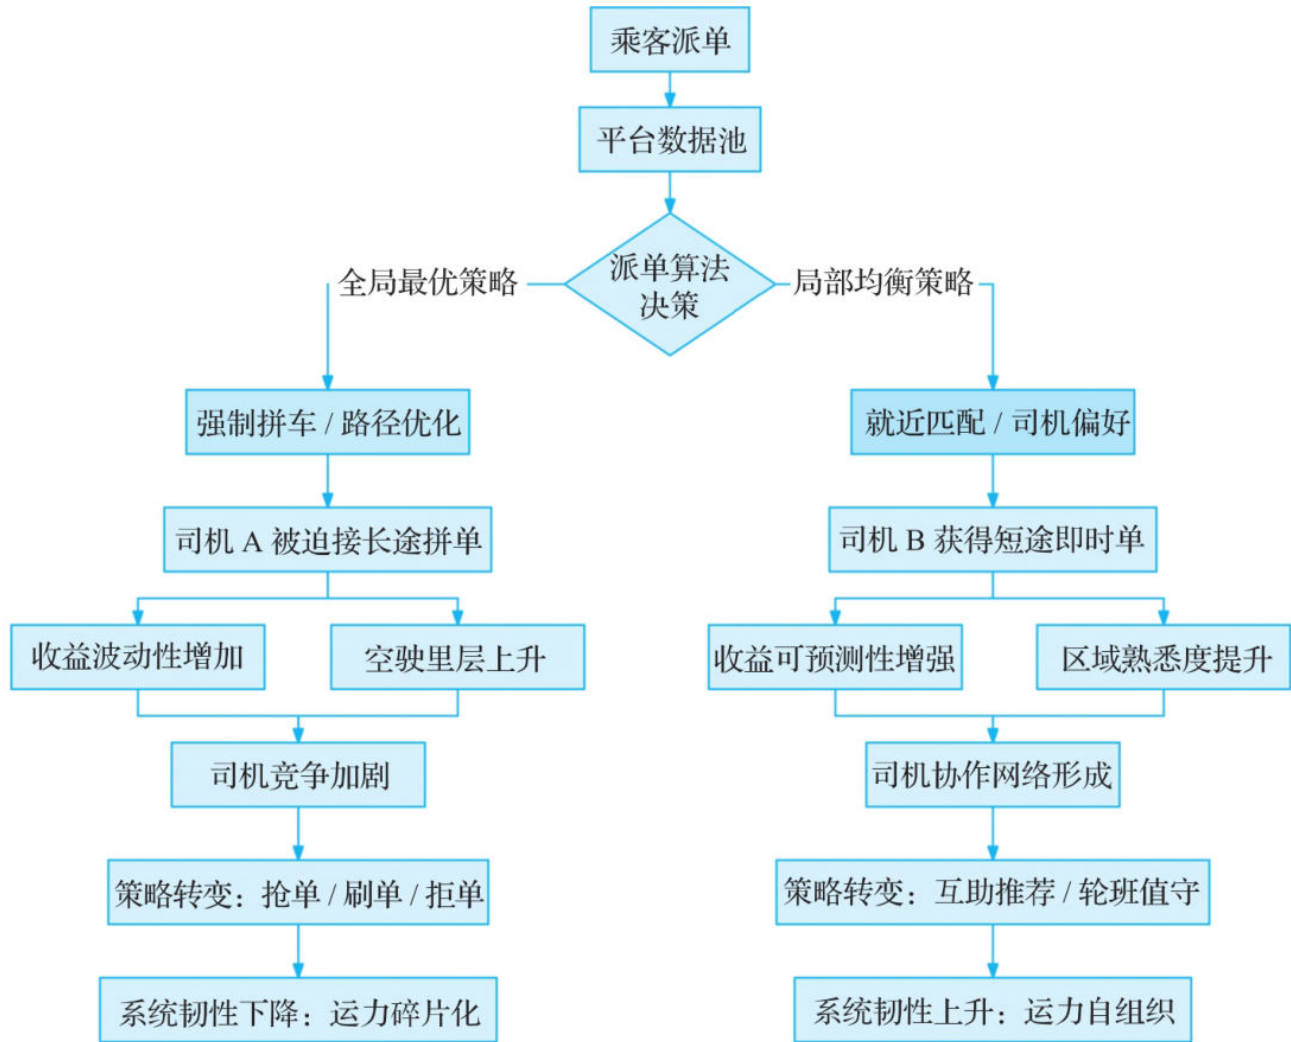 乘客派单
平台数据池
派单算法
决策
全局最优策略
局部均衡策略
强制拼车 / 路径优化
就近匹配 / 司机偏好
司机 A 被迫接长途拼单
司机 B 获得短途即时单
收益波动性增加
空驶里层上升
收益可预测性增强
区域熟悉度提升
司机竞争加剧
司机协作网络形成
策略转变：抢单 / 刷单 / 拒单
策略转变：互助推荐 / 轮班值守
系统韧性下降：运力碎片化
系统韧性上升：运力自组织